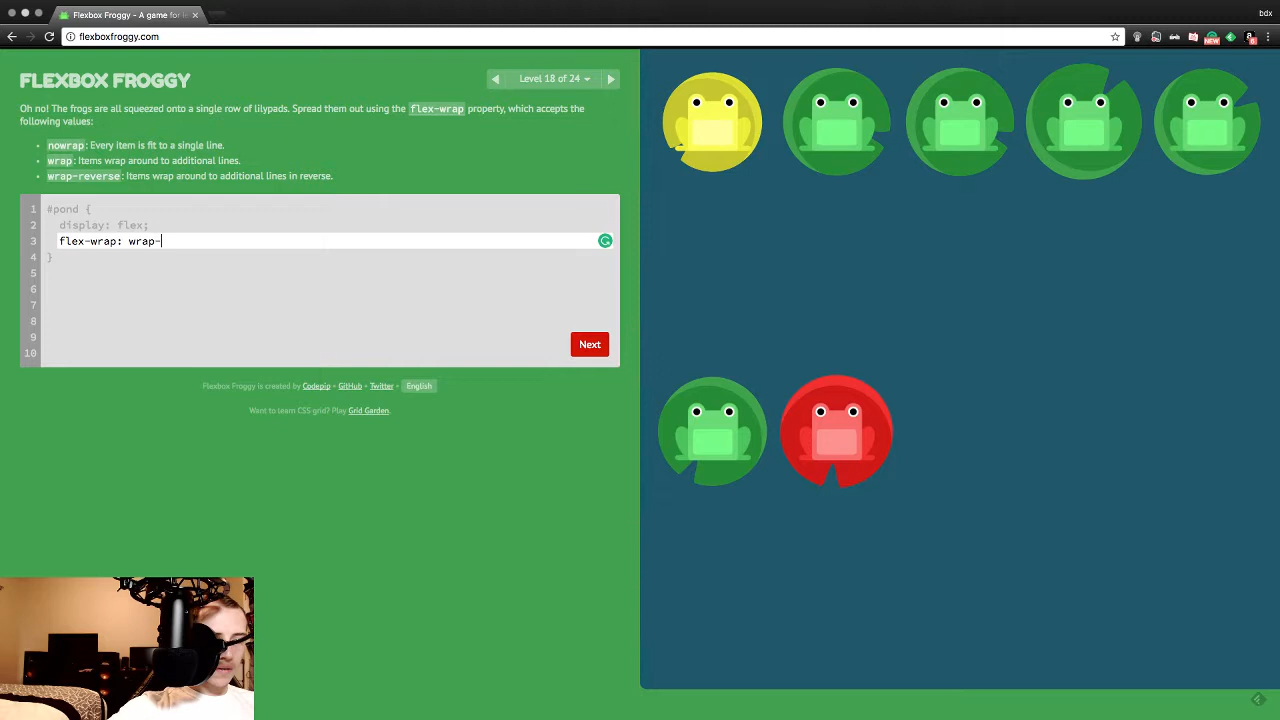 Flexbox Froggy - A game for l
bdx
flexboxfroggy.com
NEW
6
FLEXBOX FROGGY
Level 18 of 24
Oh no! The frogs are all squeezed onto a single row of lilypads. Spread them out using the flex-wrap property, which accepts the
following values:
• nowrap: Every item is fit to a single line.
• wrap: Items wrap around to additional lines.
• wrap-reverse: Items wrap around to additional lines in reverse.
1 #pond {
2 display: flex;
3 flex-wrap: wrap-
4 }
5
6
7
8
9
10
Next
Flexbox Froggy is created by Codepip • GitHub • Twitter • English
Want to learn CSS grid? Play Grid Garden.